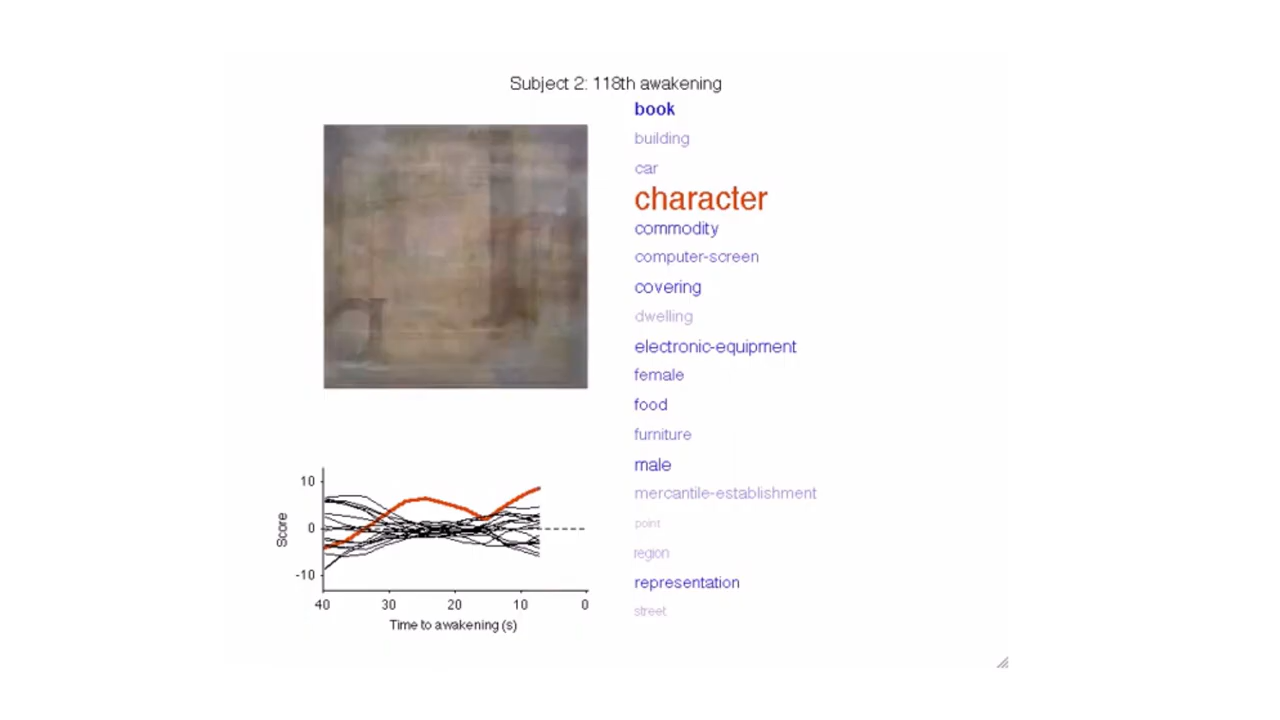 Subject 2: 118th awakening
book
building
car
character
commodity
computer-screen
covering
dwelling
electronic-equipment
female
food
furniture
male
mercantile-establishment
point
region
representation
street
10
0
-10
Score
40 30 20 10 0
Time to awakening (s)